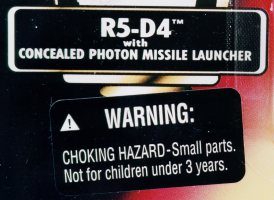 R5-D4™
with
CONCEALED PHOTON MISSILE LAUNCHER
WARNING:
CHOKING HAZARD-Small parts.
Not for children under 3 years.